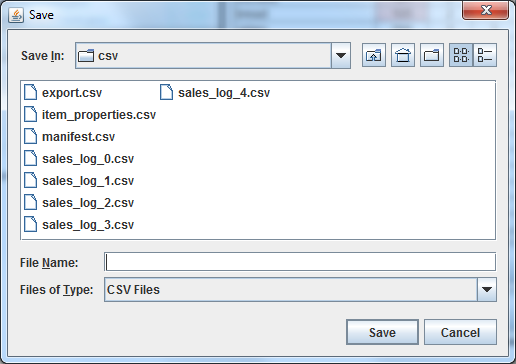 Save
Save In: csv
export.csv
item_properties.csv
manifest.csv
sales_log_0.csv
sales_log_1.csv
sales_log_2.csv
sales_log_3.csv
sales_log_4.csv
File Name:
Files of Type: CSV Files
Save Cancel